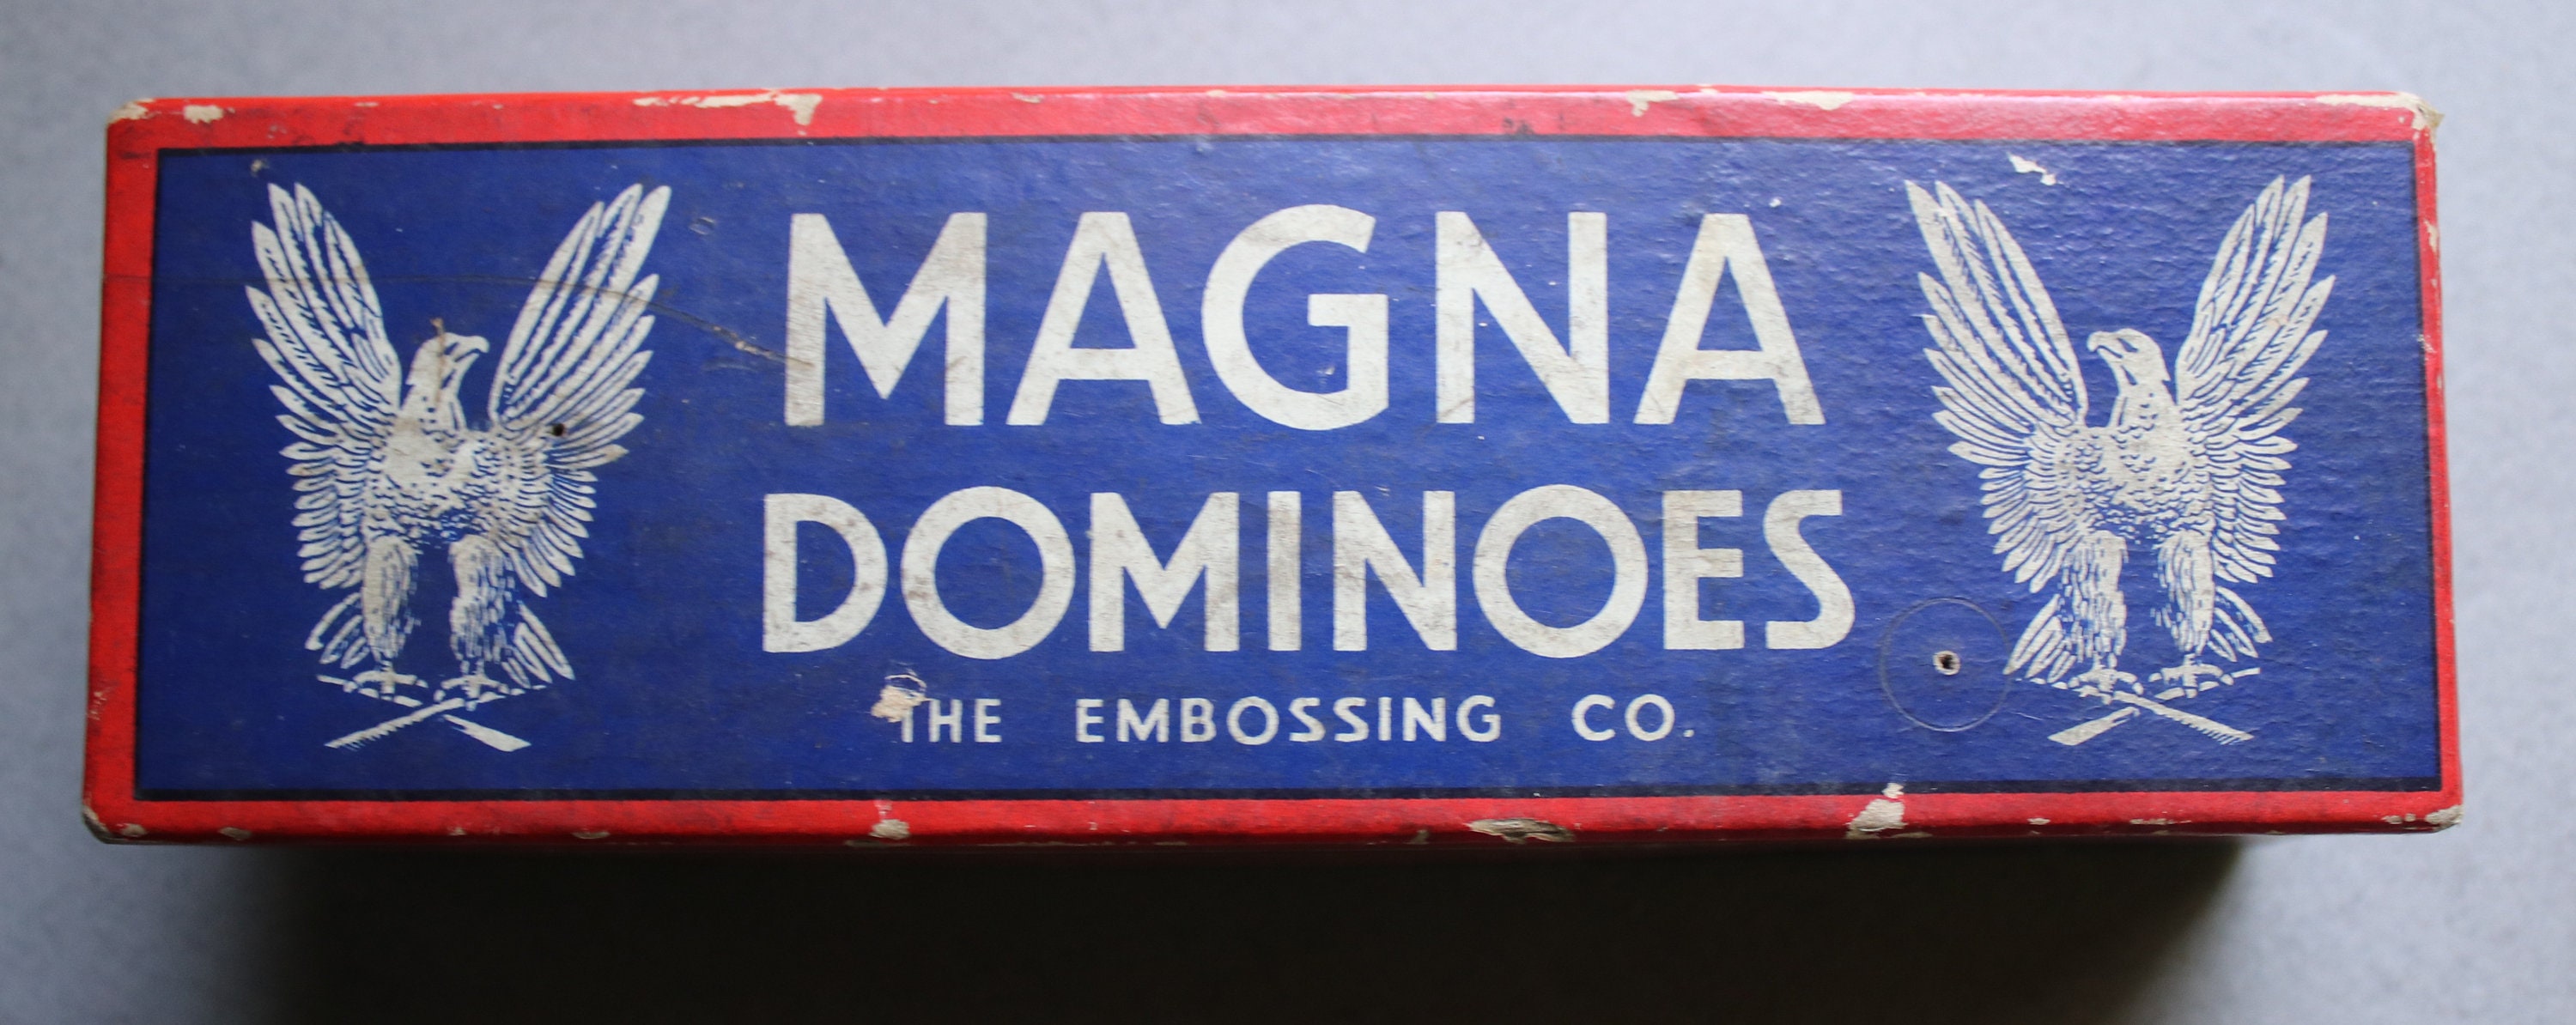 MAGNA
DOMINOES
THE EMBOSSING CO.